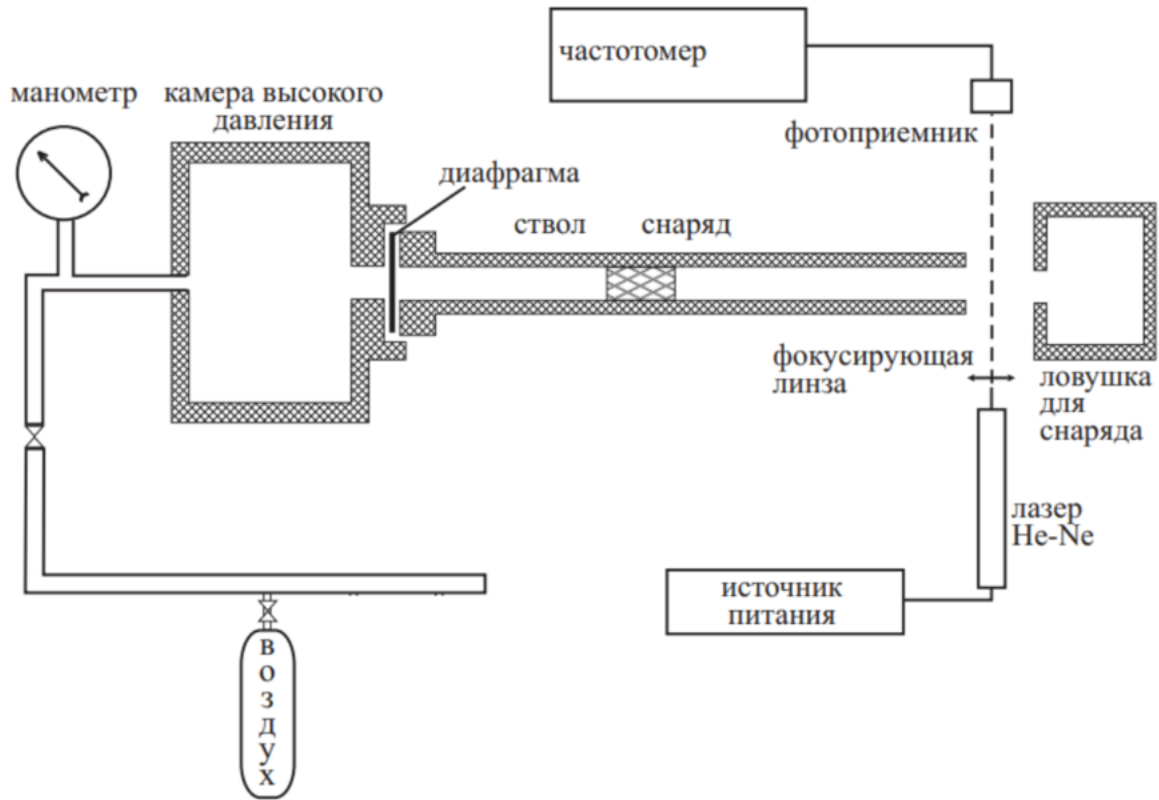 частотомер
манометр
камера высокого
давления
фотоприемник
диафрагма
ствол
снаряд
фокусирующая
линза
ловушка
для
снаряда
лазер
He-Ne
источник
питания
в
о
з
д
у
х